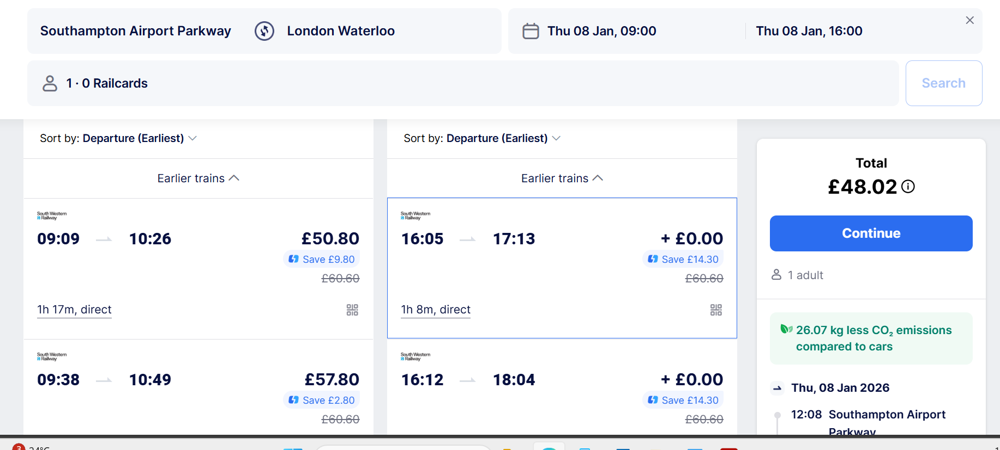 Southampton Airport Parkway London Waterloo
Thu 08 Jan, 09:00 Thu 08 Jan, 16:00
1 · 0 Railcards
Search
Sort by: Departure (Earliest)
Earlier trains
South Western
Railway
09:09 10:26 £50.80
Save £9.80
£60.60
1h 17m, direct
South Western
Railway
09:38 10:49 £57.80
Save £2.80
£60.60
Sort by: Departure (Earliest)
Earlier trains
South Western
Railway
16:05 17:13 + £0.00
Save £14.30
£60.60
1h 8m, direct
South Western
Railway
16:12 18:04 + £0.00
Save £14.30
£60.60
Total
£48.02
Continue
1 adult
26.07 kg less CO₂ emissions
compared to cars
Thu, 08 Jan 2026
12:08 Southampton Airport
Parkway
3